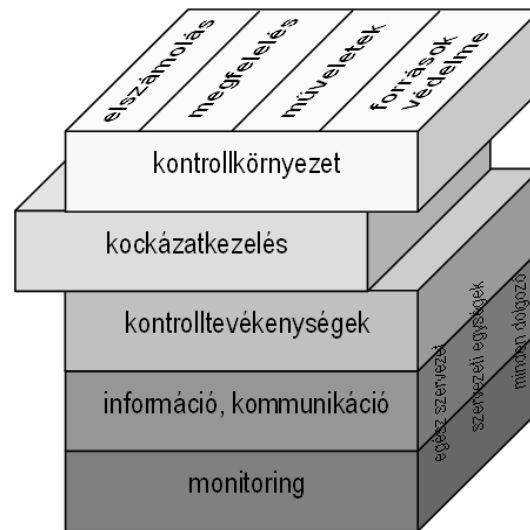 elszámolás
megfelelés
műveletek
források
védelme
kontrollkörnyezet
kockázatkezelés
kontrolltevékenységek
információ, kommunikáció
monitoring
egész szervezet
szervezeti egységek
minden dolgozó